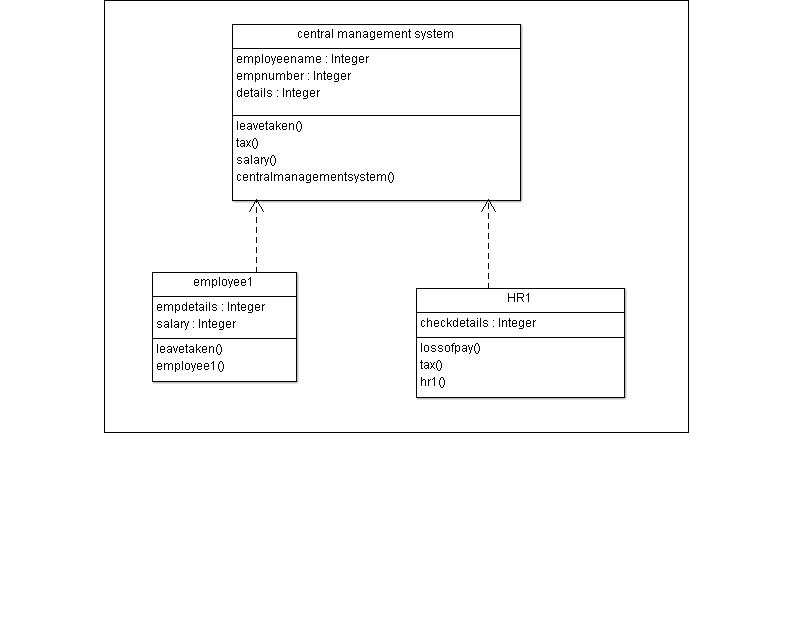 central management system
employeename : Integer
empnumber : Integer
details : Integer
leavetaken()
tax()
salary()
centralmanagementsystem()
employee1
empdetails : Integer
salary : Integer
leavetaken()
employee1()
HR1
checkdetails : Integer
lossofpay()
tax()
hr1()